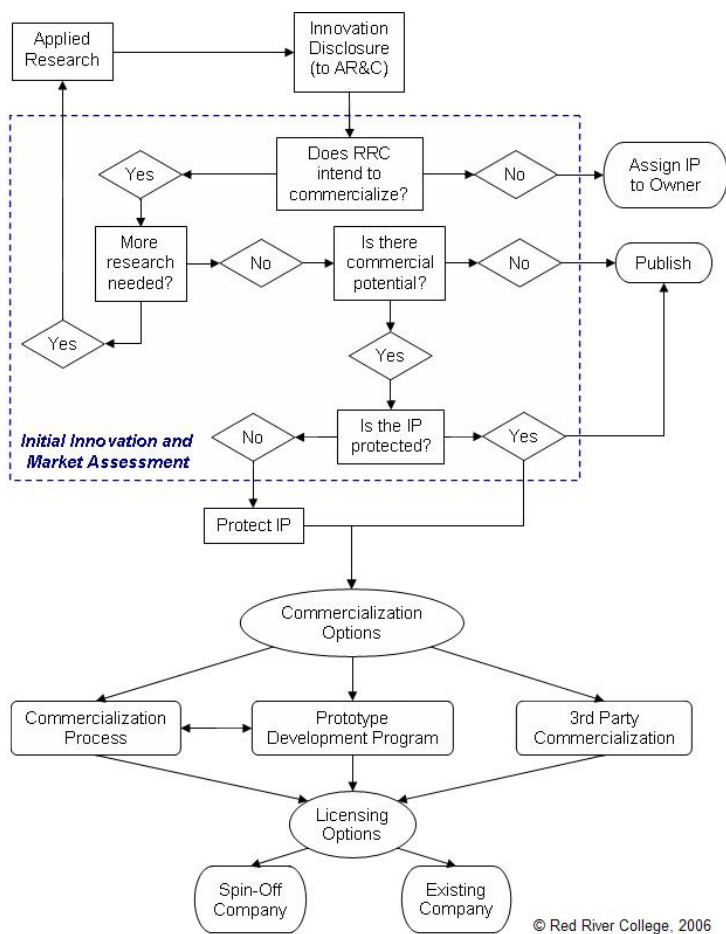 Applied
Research
Innovation
Disclosure
(to AR&C)
Yes
Does RRC
intend to
commercialize?
No
Assign IP
to Owner
More
research
needed?
No
Is there
commercial
potential?
No
Publish
Yes
Yes
Initial Innovation and
Market Assessment
No
Is the IP
protected?
Yes
Protect IP
Commercialization
Options
Commercialization
Process
Prototype
Development Program
3rd Party
Commercialization
Licensing
Options
Spin-Off
Company
Existing
Company
© Red River College, 2006